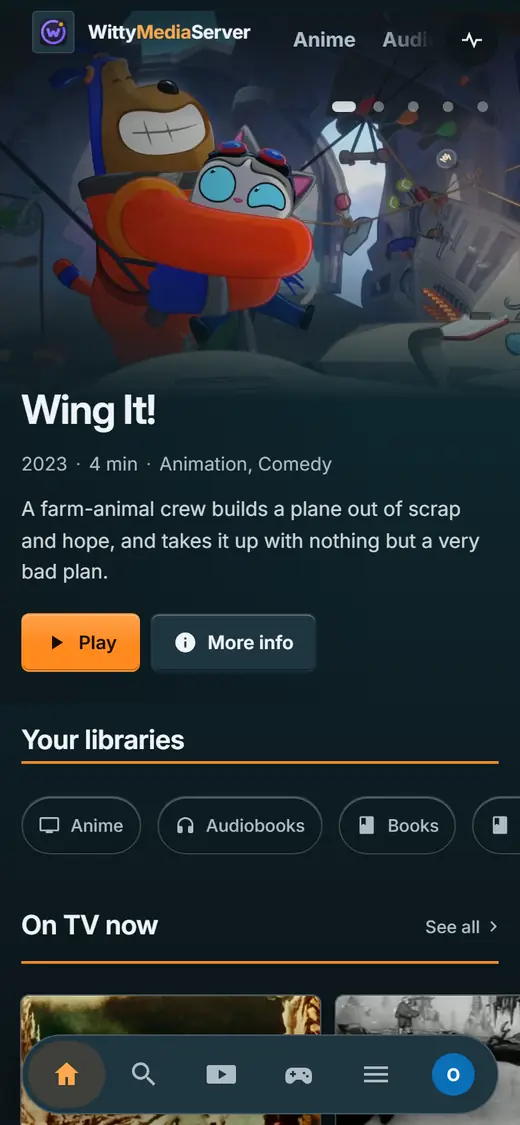 WittyMediaServer
Anime
Wing It!
2023 · 4 min · Animation, Comedy
A farm-animal crew builds a plane out of scrap
and hope, and takes it up with nothing but a very
bad plan.
Play
More info
Your libraries
Anime
Audiobooks
Books
On TV now
See all
O